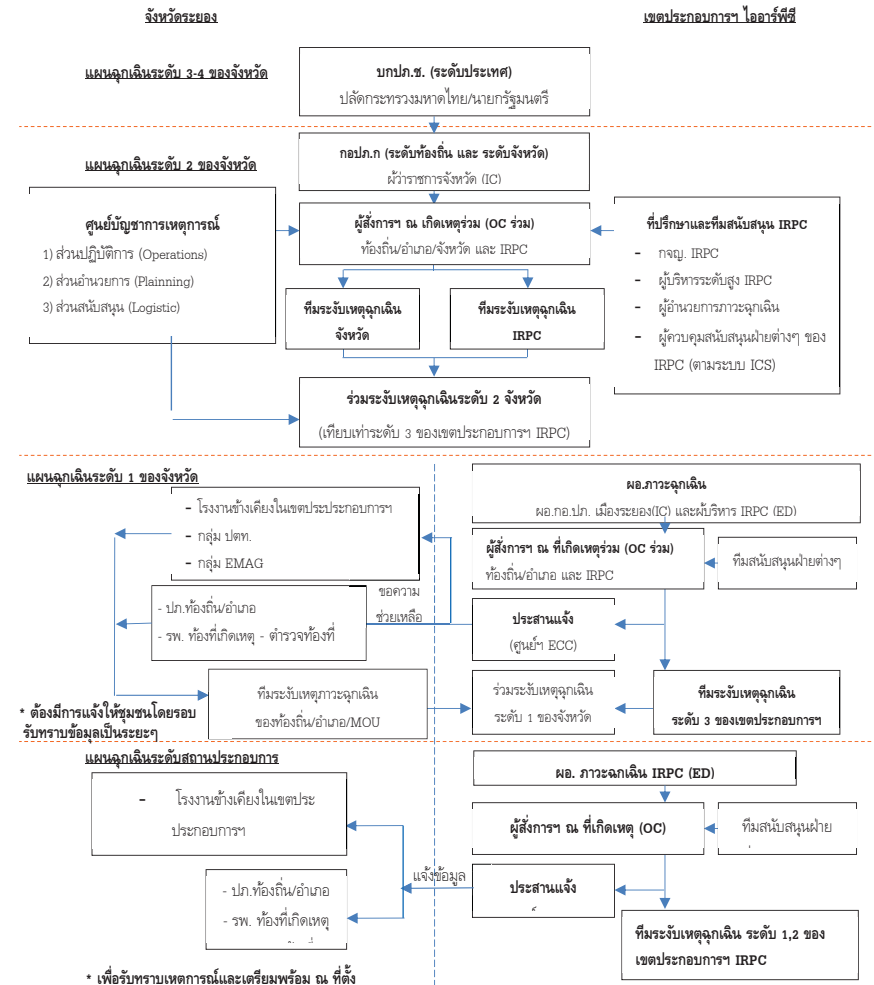 จังหวัดระยอง
เขตประกอบการฯ ไออาร์พีซี
แผนฉุกเฉินระดับ 3-4 ของจังหวัด
บกปภ.ช. (ระดับประเทศ)
ปลัดกระทรวงมหาดไทย/นายกรัฐมนตรี
แผนฉุกเฉินระดับ 2 ของจังหวัด
กอปภ.ก (ระดับท้องถิ่น และ ระดับจังหวัด)
ผู้ว่าราชการจังหวัด (IC)
ศูนย์บัญชาการเหตุการณ์
1) ส่วนปฏิบัติการ (Operations)
2) ส่วนอำนวยการ (Plainning)
3) ส่วนสนับสนุน (Logistic)
ผู้สั่งการฯ ณ เกิดเหตุร่วม (OC ร่วม)
ท้องถิ่น/อำเภอ/จังหวัด และ IRPC
ที่ปรึกษาและทีมสนับสนุน IRPC
- กจญ. IRPC
- ผู้บริหารระดับสูง IRPC
- ผู้อำนวยการภาวะฉุกเฉิน
- ผู้ควบคุมสนับสนุนฝ่ายต่างๆ ของ
IRPC (ตามระบบ ICS)
ทีมระงับเหตุฉุกเฉิน
จังหวัด
ทีมระงับเหตุฉุกเฉิน
IRPC
ร่วมระงับเหตุฉุกเฉินระดับ 2 จังหวัด
(เทียบเท่าระดับ 3 ของเขตประกอบการฯ IRPC)
แผนฉุกเฉินระดับ 1 ของจังหวัด
- โรงงานข้างเคียงในเขตประประกอบการฯ
- กลุ่ม ปตท.
- กลุ่ม EMAG
ผอ.ภาวะฉุกเฉิน
ผอ.กอ.ปภ. เมืองระยอง(IC) และผู้บริหาร IRPC (ED)
ผู้สั่งการฯ ณ ที่เกิดเหตุร่วม (OC ร่วม)
ท้องถิ่น/อำเภอ และ IRPC
ทีมสนับสนุนฝ่ายต่างๆ
ขอความ
ช่วยเหลือ
- ปภ.ท้องถิ่น/อำเภอ
- รพ. ท้องที่เกิดเหตุ - ตำรวจท้องที่
ประสานแจ้ง
(ศูนย์ฯ ECC)
ทีมระงับเหตุภาวะฉุกเฉิน
ของท้องถิ่น/อำเภอ/MOU
ร่วมระงับเหตุฉุกเฉิน
ระดับ 1 ของจังหวัด
ทีมระงับเหตุฉุกเฉิน
ระดับ 3 ของเขตประกอบการฯ
* ต้องมีการแจ้งให้ชุมชนโดยรอบ
รับทราบข้อมูลเป็นระยะๆ
แผนฉุกเฉินระดับสถานประกอบการ
- โรงงานข้างเคียงในเขตประ
ประกอบการฯ
ผอ. ภาวะฉุกเฉิน IRPC (ED)
ผู้สั่งการฯ ณ ที่เกิดเหตุ (OC)
ทีมสนับสนุนฝ่าย
แจ้งข้อมูล
ประสานแจ้ง
- ปภ.ท้องถิ่น/อำเภอ
- รพ. ท้องที่เกิดเหตุ
ทีมระงับเหตุฉุกเฉิน ระดับ 1,2 ของ
เขตประกอบการฯ IRPC
* เพื่อรับทราบเหตุการณ์และเตรียมพร้อม ณ ที่ตั้ง